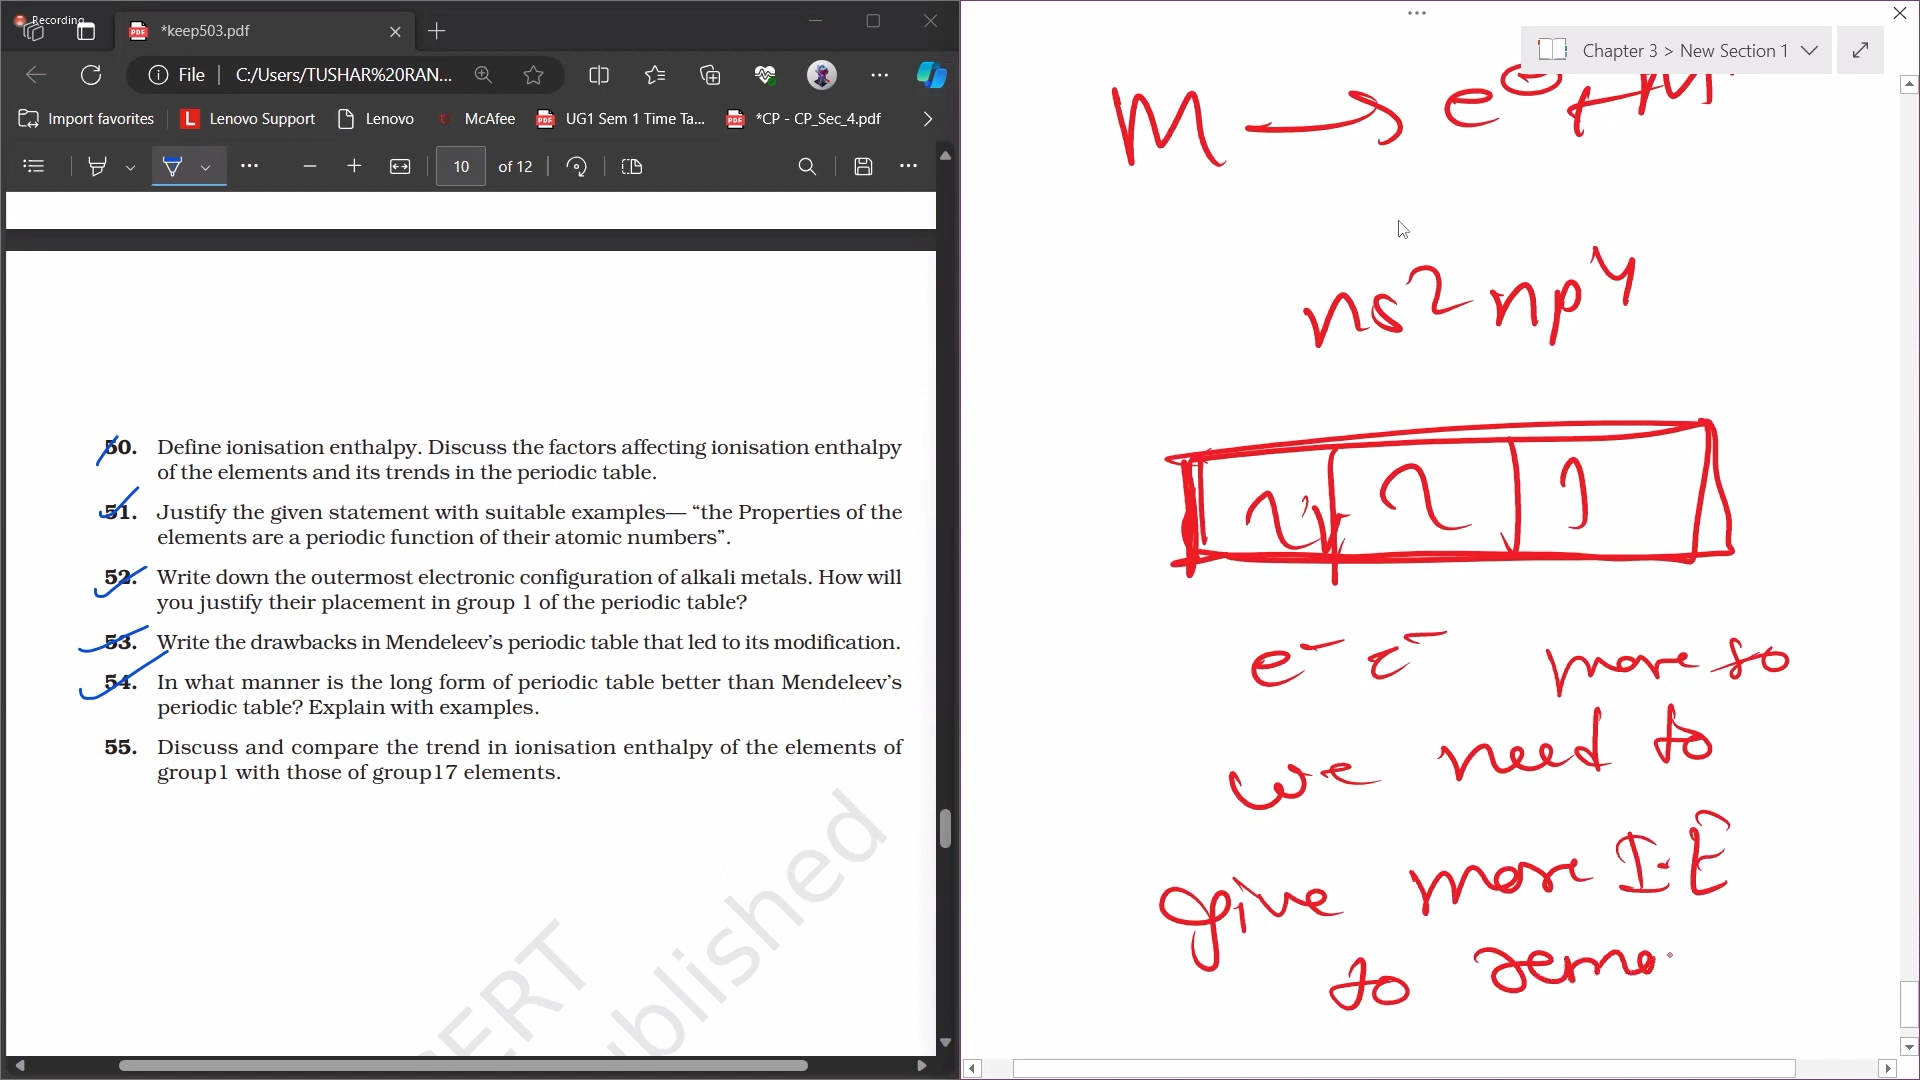 Recording
*keep503.pdf
File
C:/Users/TUSHAR%20RAN...
Import favorites
Lenovo Support
Lenovo
McAfee
UG1 Sem 1 Time Ta...
*CP - CP_Sec_4.pdf
10 of 12
50. Define ionisation enthalpy. Discuss the factors affecting ionisation enthalpy
of the elements and its trends in the periodic table.
51. Justify the given statement with suitable examples— “the Properties of the
elements are a periodic function of their atomic numbers”.
52. Write down the outermost electronic configuration of alkali metals. How will
you justify their placement in group 1 of the periodic table?
53. Write the drawbacks in Mendeleev’s periodic table that led to its modification.
54. In what manner is the long form of periodic table better than Mendeleev’s
periodic table? Explain with examples.
55. Discuss and compare the trend in ionisation enthalpy of the elements of
group1 with those of group17 elements.
Chapter 3 > New Section 1
M → e⊖ + M
ns² np⁴
e⁻ e⁻ more so
we need to
give more I.E
to remo